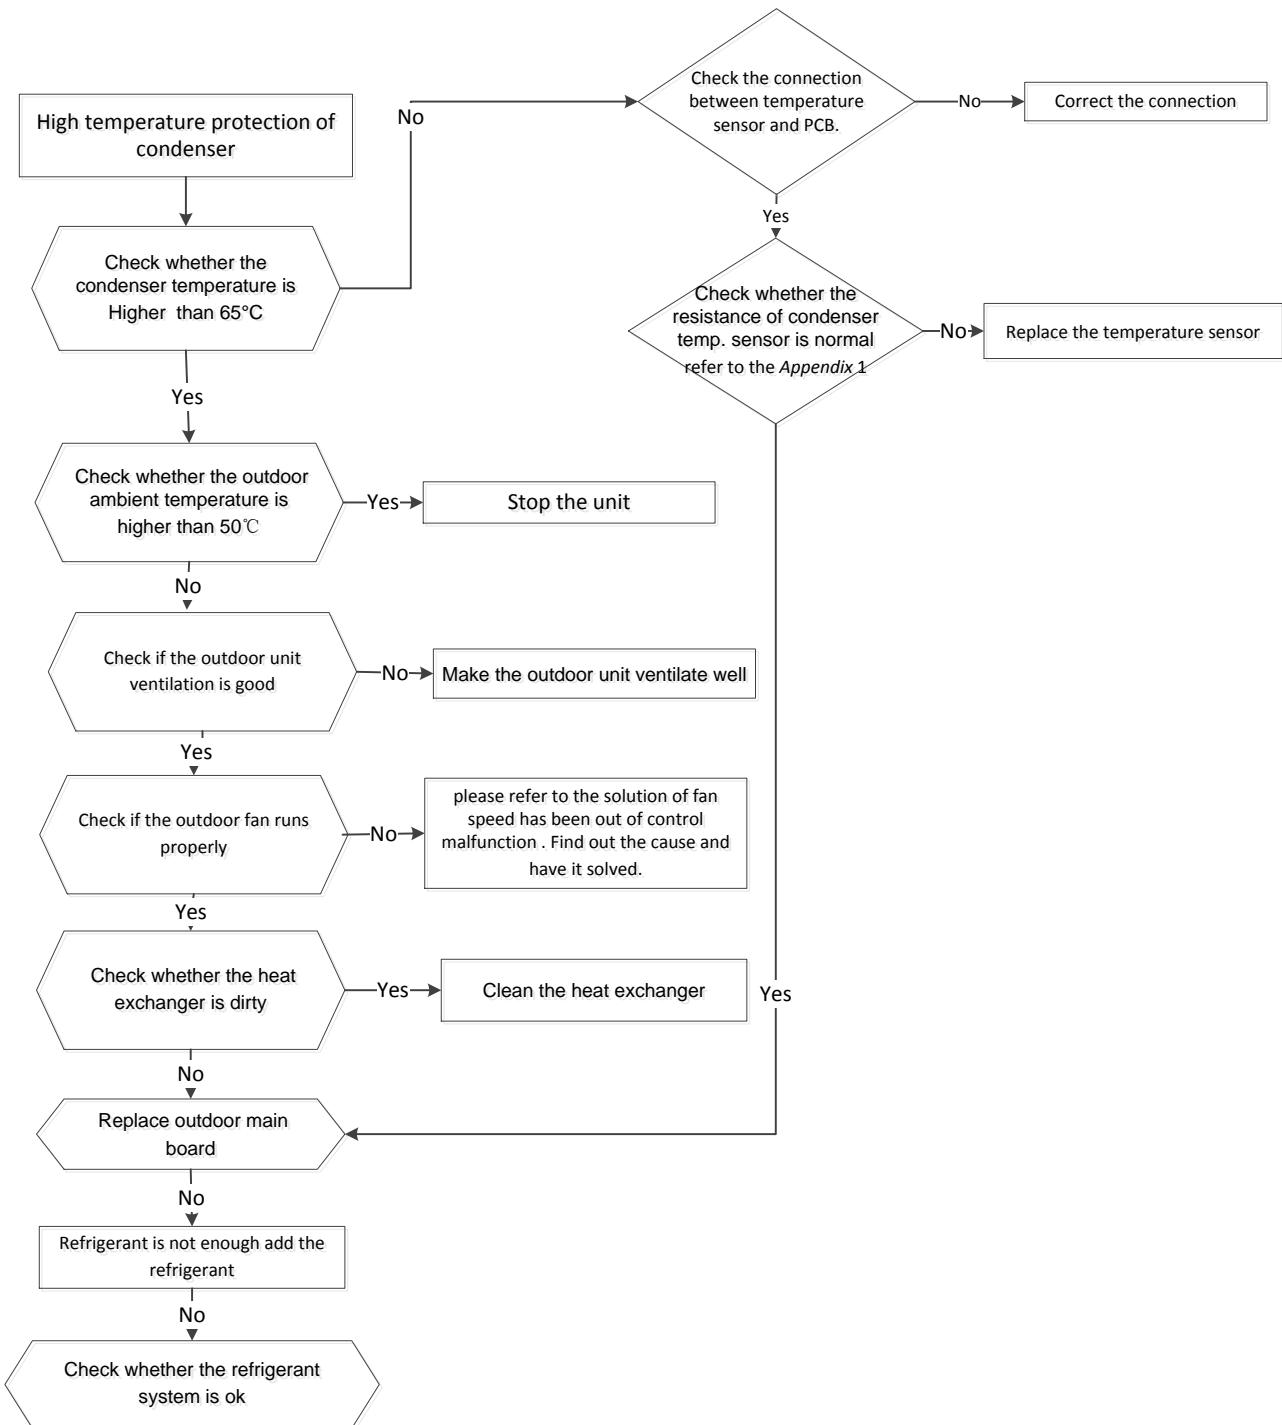 High temperature protection of
condenser
No
Check the connection
between temperature
sensor and PCB.
No
Correct the connection
Yes
Check whether the
condenser temperature is
Higher than 65°C
Check whether the
resistance of condenser
temp. sensor is normal
refer to the Appendix 1
No
Replace the temperature sensor
Yes
Check whether the outdoor
ambient temperature is
higher than 50℃
Yes
Stop the unit
No
Check if the outdoor unit
ventilation is good
No
Make the outdoor unit ventilate well
Yes
Check if the outdoor fan runs
properly
No
please refer to the solution of fan
speed has been out of control
malfunction . Find out the cause and
have it solved.
Yes
Check whether the heat
exchanger is dirty
Yes
Clean the heat exchanger
Yes
No
Replace outdoor main
board
No
Refrigerant is not enough add the
refrigerant
No
Check whether the refrigerant
system is ok